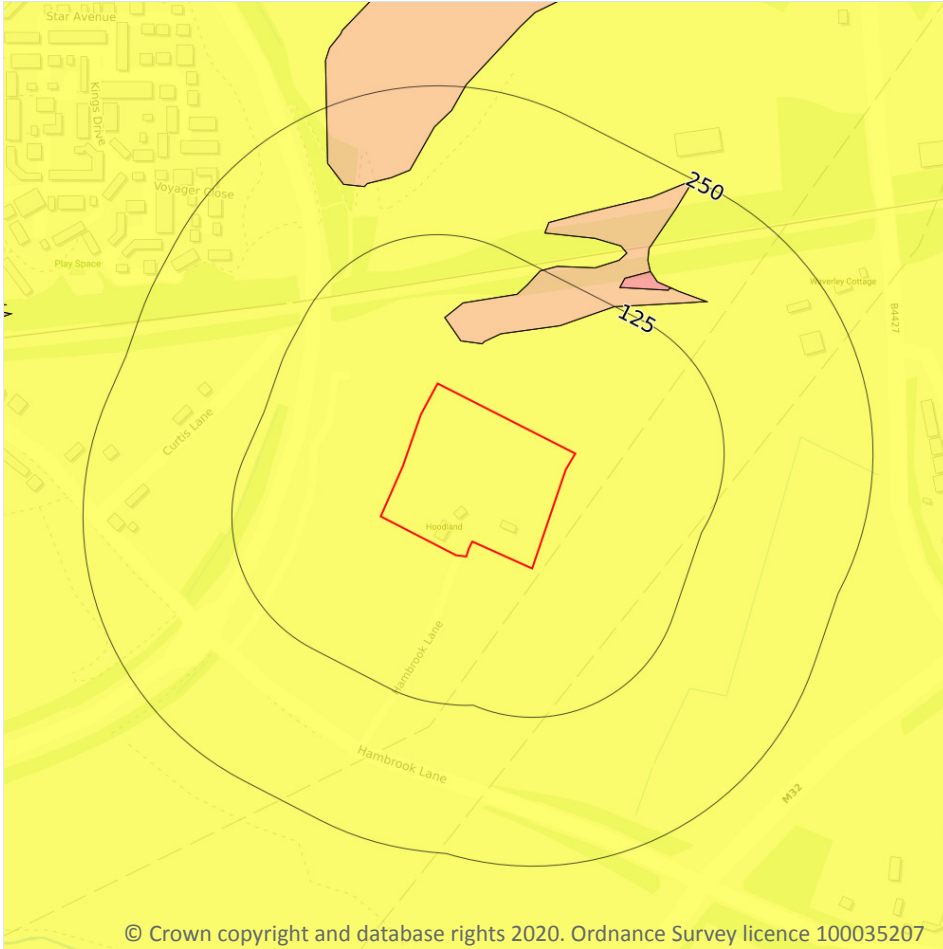 Star Avenue
Kings Drive
Voyager Close
250
Play Space
Waverley Cottage
125
B4427
Curtis Lane
Hoodland
Hambrook Lane
Hambrook Lane
M32
© Crown copyright and database rights 2020. Ordnance Survey licence 100035207